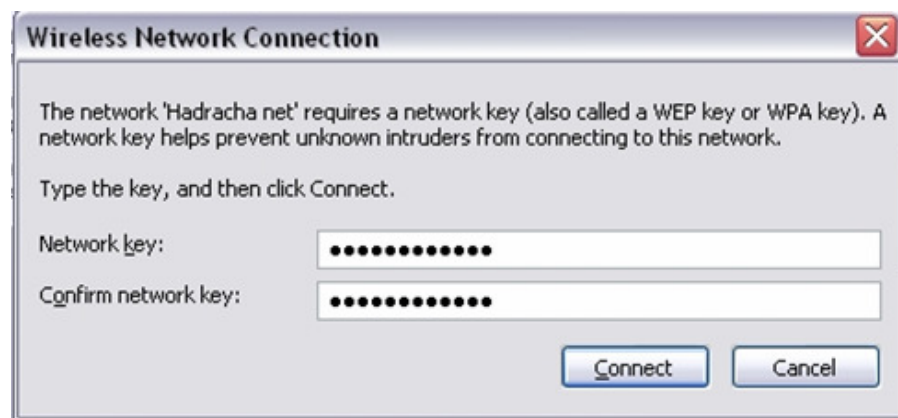 Wireless Network Connection
The network 'Hadracha net' requires a network key (also called a WEP key or WPA key). A
network key helps prevent unknown intruders from connecting to this network.
Type the key, and then click Connect.
Network key: ●●●●●●●●●●●●
Confirm network key: ●●●●●●●●●●●●
Connect Cancel